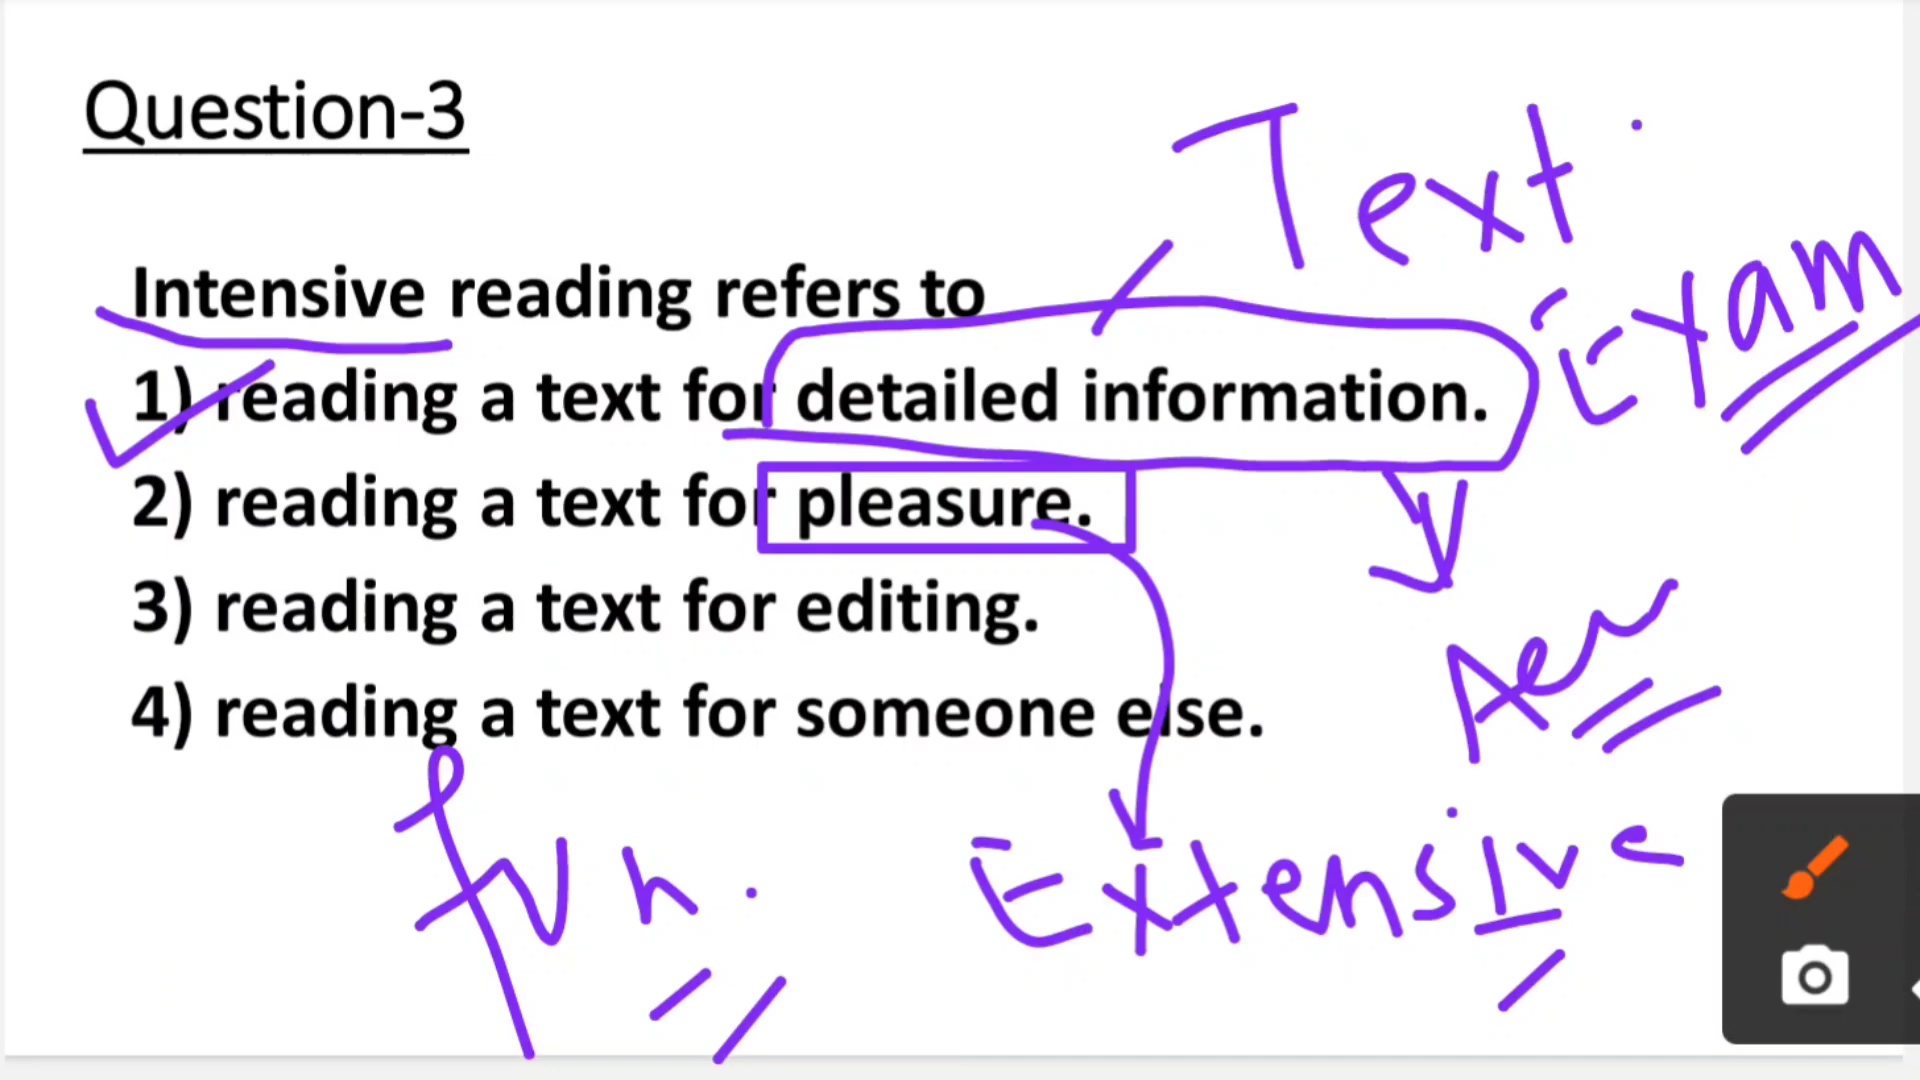 Question-3
Text.
Intensive reading refers to
Exam
1) reading a text for detailed information.
2) reading a text for pleasure.
3) reading a text for editing.
4) reading a text for someone else.
fun.
Extensive